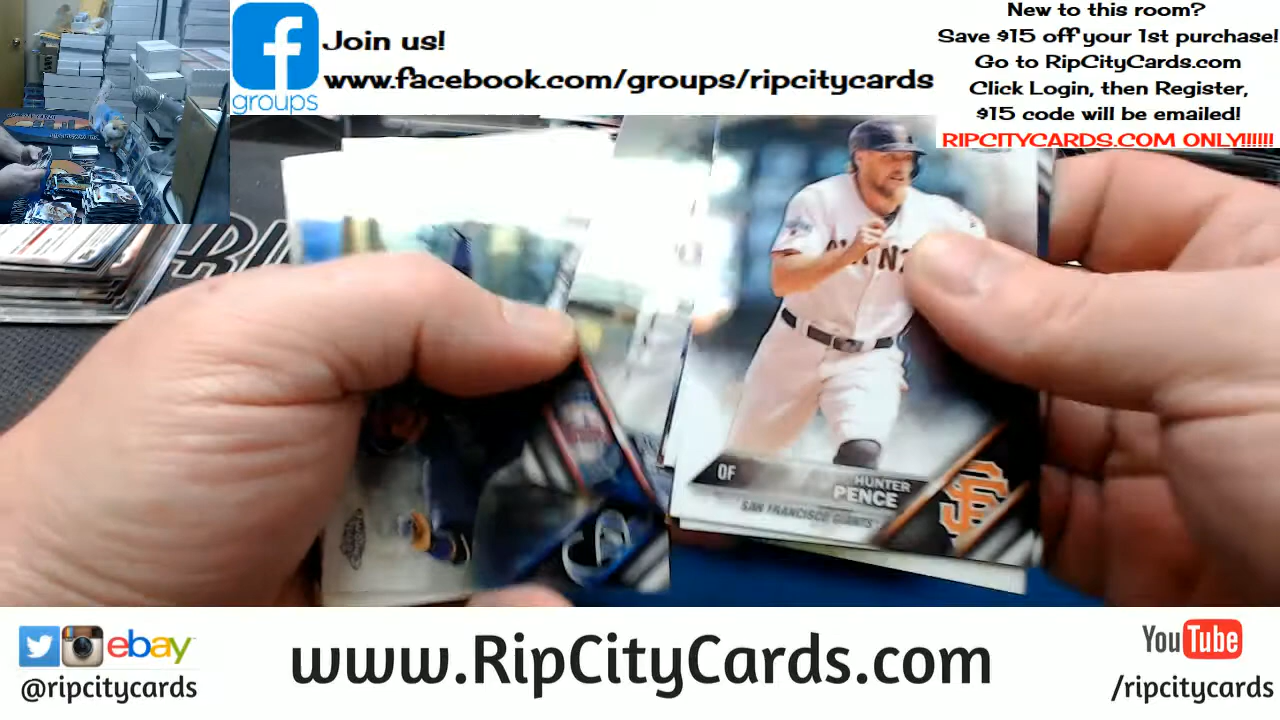 Join us!
www.facebook.com/groups/ripcitycards
groups
New to this room?
Save $15 off your 1st purchase!
Go to RipCityCards.com
Click Login, then Register,
$15 code will be emailed!
RIPCITYCARDS.COM ONLY!!!!!!
OF
HUNTER
PENCE
SAN FRANCISCO GIANTS
SF
ebay
@ripcitycards
www.RipCityCards.com
YouTube
/ripcitycards